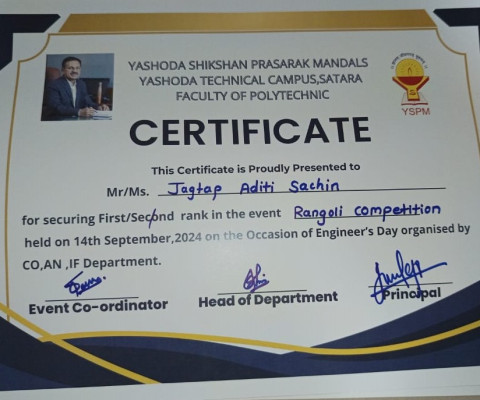 YASHODA SHIKSHAN PRASARAK MANDALS
YASHODA TECHNICAL CAMPUS,SATARA
FACULTY OF POLYTECHNIC
YSPM
CERTIFICATE
This Certificate is Proudly Presented to
Mr/Ms. Jagtap Aditi Sachin
for securing First/Second rank in the event Rangoli competition
held on 14th September,2024 on the Occasion of Engineer's Day organised by
CO,AN ,IF Department.
Event Co-ordinator
Head of Department
Principal